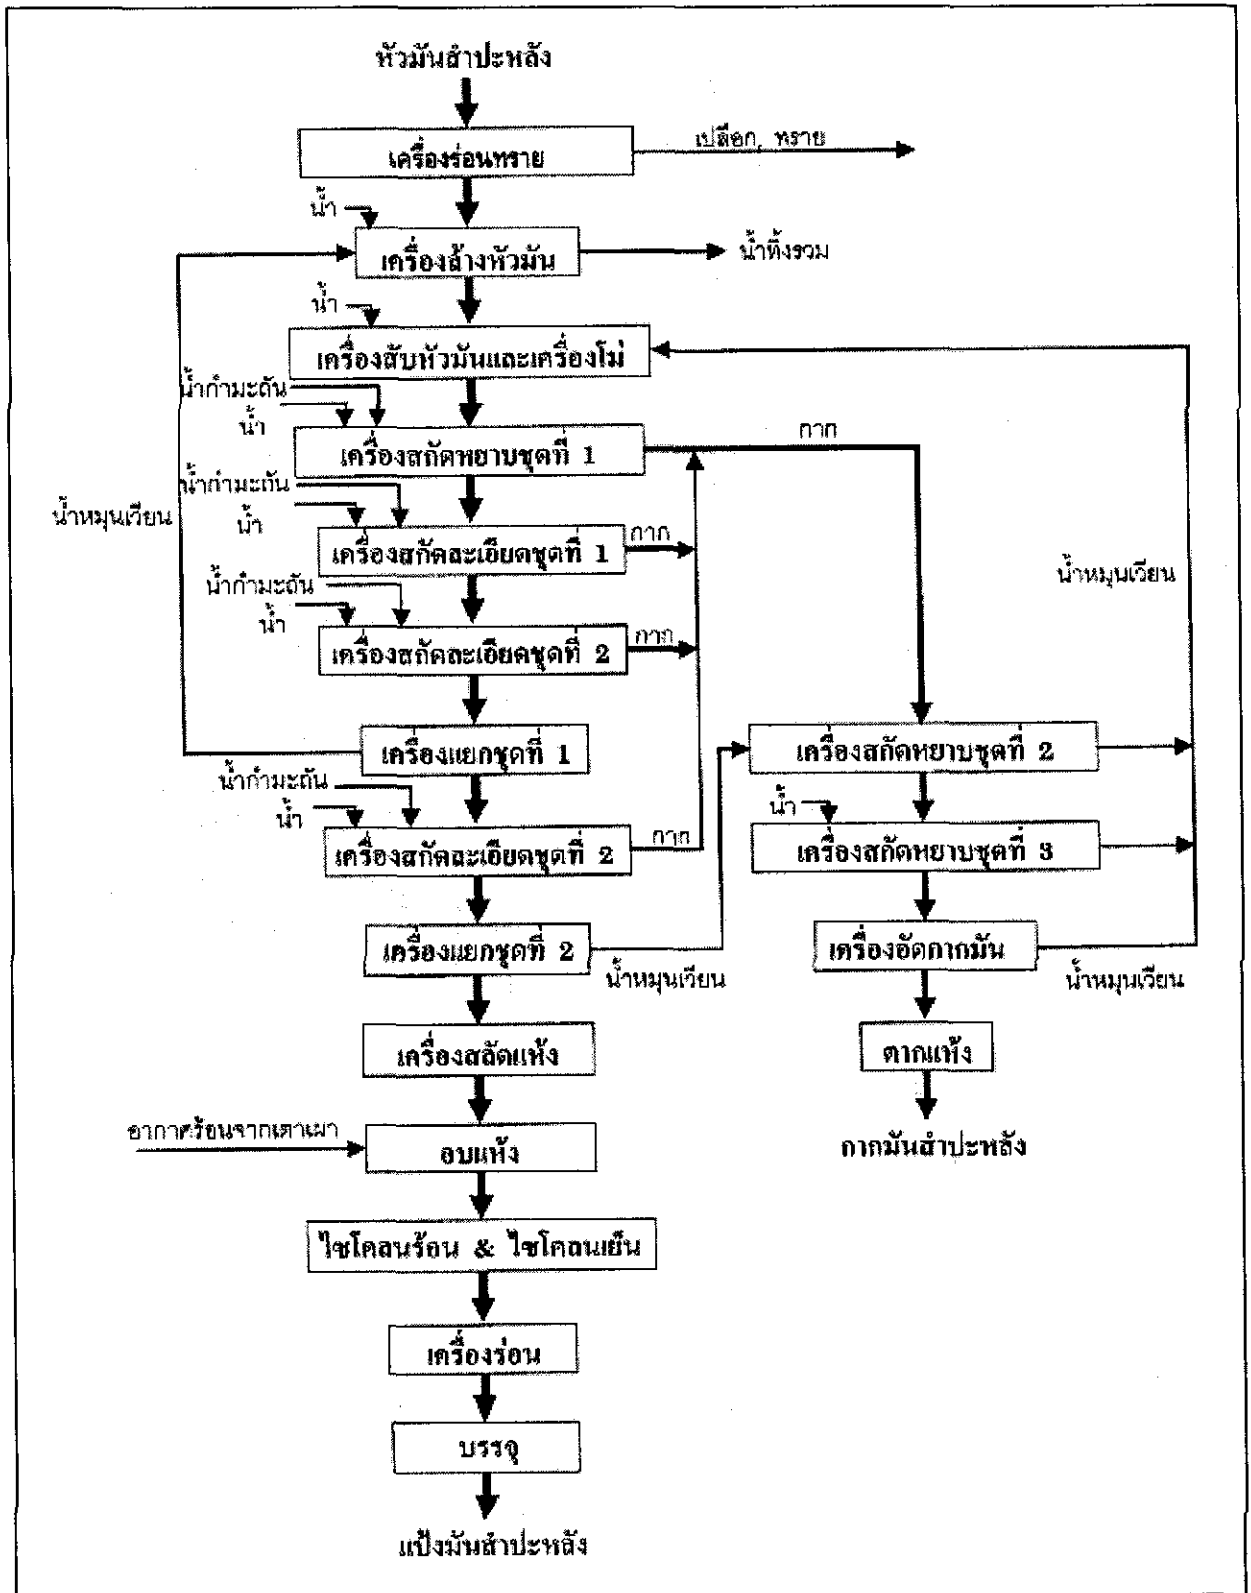 หัวมันสำปะหลัง
เครื่องร่อนทราย
เปลือก, ทราย
น้ำ
เครื่องล้างหัวมัน
น้ำทิ้งรวม
น้ำ
เครื่องสับหัวมันและเครื่องโม่
น้ำกำมะถัน
น้ำ
เครื่องสกัดหยาบชุดที่ 1
กาก
น้ำกำมะถัน
น้ำหมุนเวียน
น้ำ
เครื่องสกัดละเอียดชุดที่ 1
กาก
น้ำกำมะถัน
น้ำหมุนเวียน
น้ำ
เครื่องสกัดละเอียดชุดที่ 2
กาก
เครื่องแยกชุดที่ 1
เครื่องสกัดหยาบชุดที่ 2
น้ำกำมะถัน
น้ำ
น้ำ
เครื่องสกัดละเอียดชุดที่ 2
กาก
เครื่องสกัดหยาบชุดที่ 3
เครื่องแยกชุดที่ 2
น้ำหมุนเวียน
เครื่องอัดกากมัน
น้ำหมุนเวียน
เครื่องสลัดแห้ง
ตากแห้ง
อากาศร้อนจากเตาเผา
อบแห้ง
กากมันสำปะหลัง
ไซโคลนร้อน & ไซโคลนเย็น
เครื่องร่อน
บรรจุ
แป้งมันสำปะหลัง